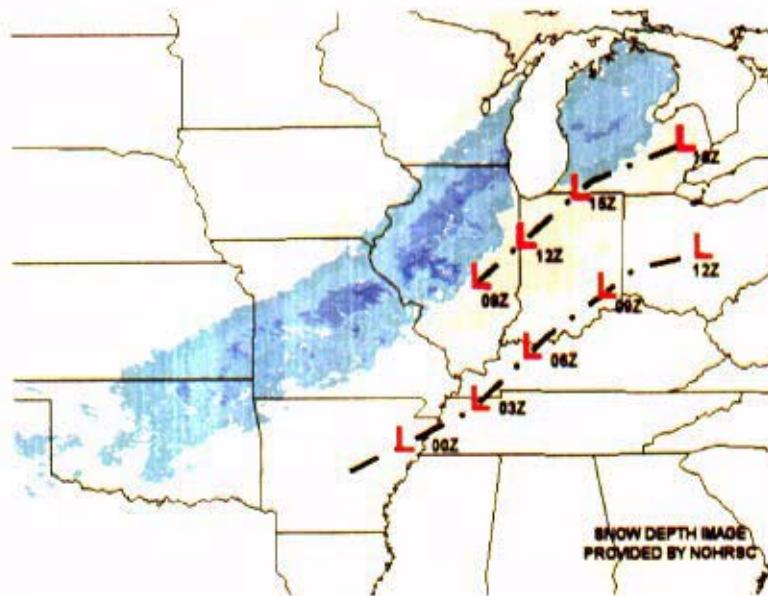 L
18Z
L
15Z
L
12Z
L
12Z
L
09Z
L
09Z
L
06Z
L
03Z
L
00Z
SNOW DEPTH IMAGE
PROVIDED BY NOHRSC